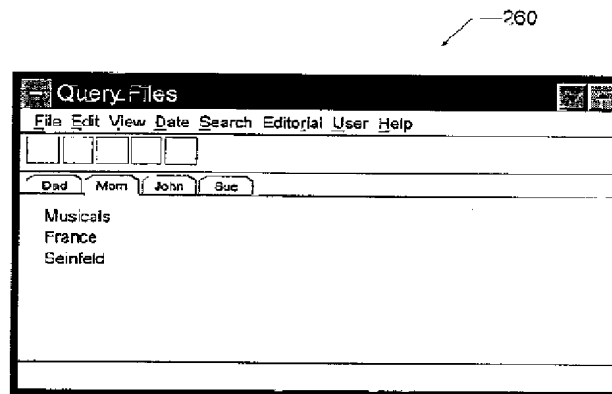 260
Query Files
File Edit View Date Search Editorial User Help
Dad Mom John Sue
Musicals
France
Seinfeld